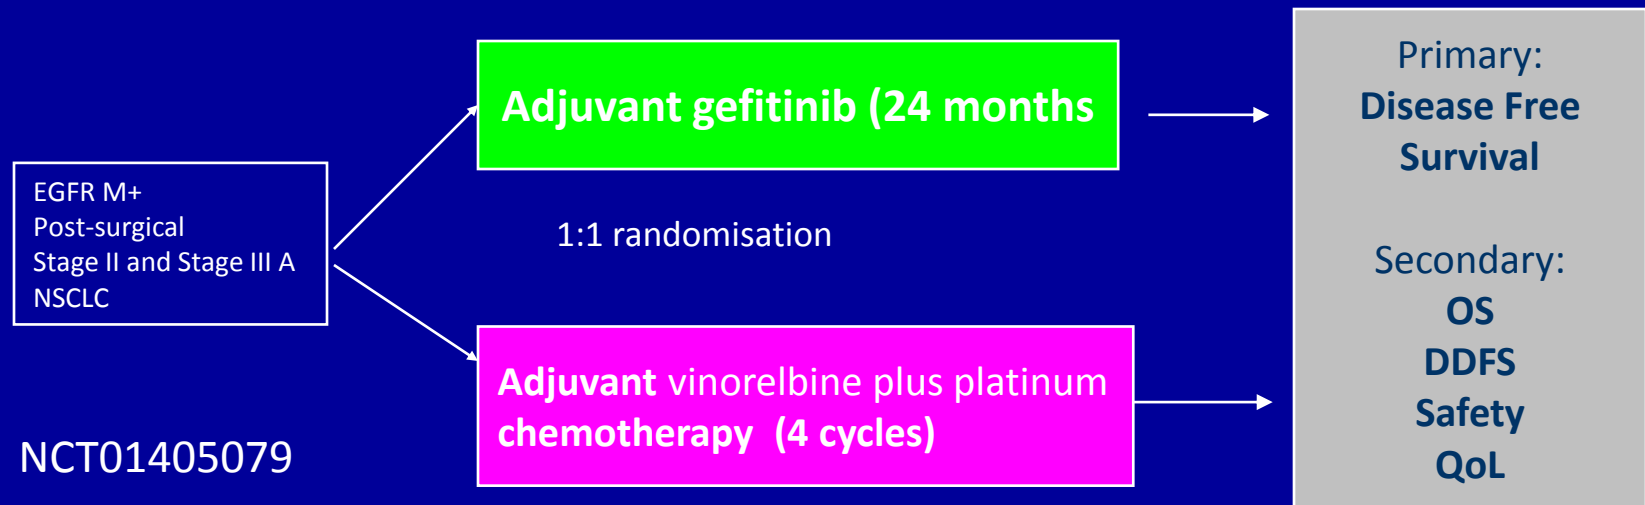 EGFR M+
Post-surgical
Stage II and Stage III A
NSCLC
Adjuvant gefitinib (24 months
1:1 randomisation
Adjuvant vinorelbine plus platinum
chemotherapy (4 cycles)
NCT01405079
Primary:
Disease Free
Survival
Secondary:
OS
DDFS
Safety
QoL